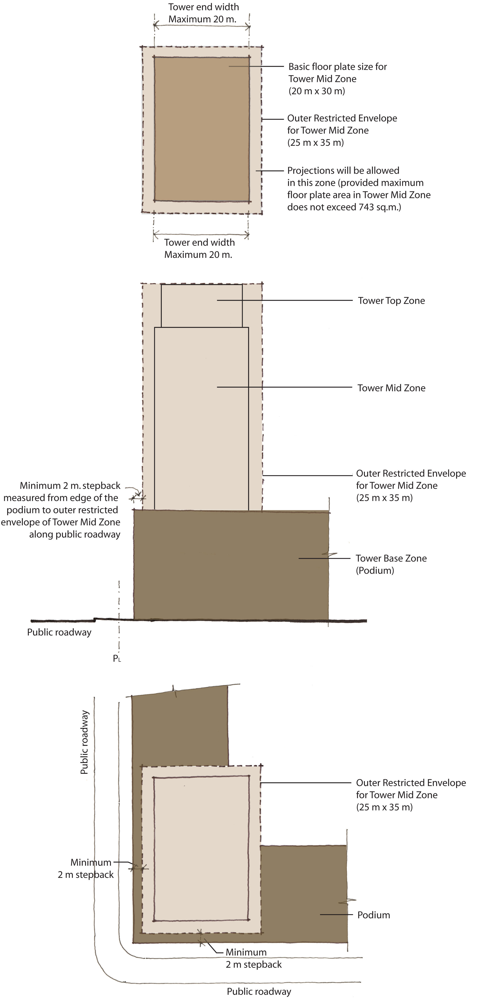 Tower end width
Maximum 20 m.
Basic floor plate size for
Tower Mid Zone
(20 m x 30 m)
Outer Restricted Envelope
for Tower Mid Zone
(25 m x 35 m)
Projections will be allowed
in this zone (provided maximum
floor plate area in Tower Mid Zone
does not exceed 743 sq.m.)
Tower end width
Maximum 20 m.
Tower Top Zone
Tower Mid Zone
Outer Restricted Envelope
for Tower Mid Zone
(25 m x 35 m)
Minimum 2 m. stepback
measured from edge of the
podium to outer restricted
envelope of Tower Mid Zone
along public roadway
Tower Base Zone
(Podium)
Public roadway
PL
Public roadway
Outer Restricted Envelope
for Tower Mid Zone
(25 m x 35 m)
Minimum
2 m stepback
Podium
Minimum
2 m stepback
Public roadway